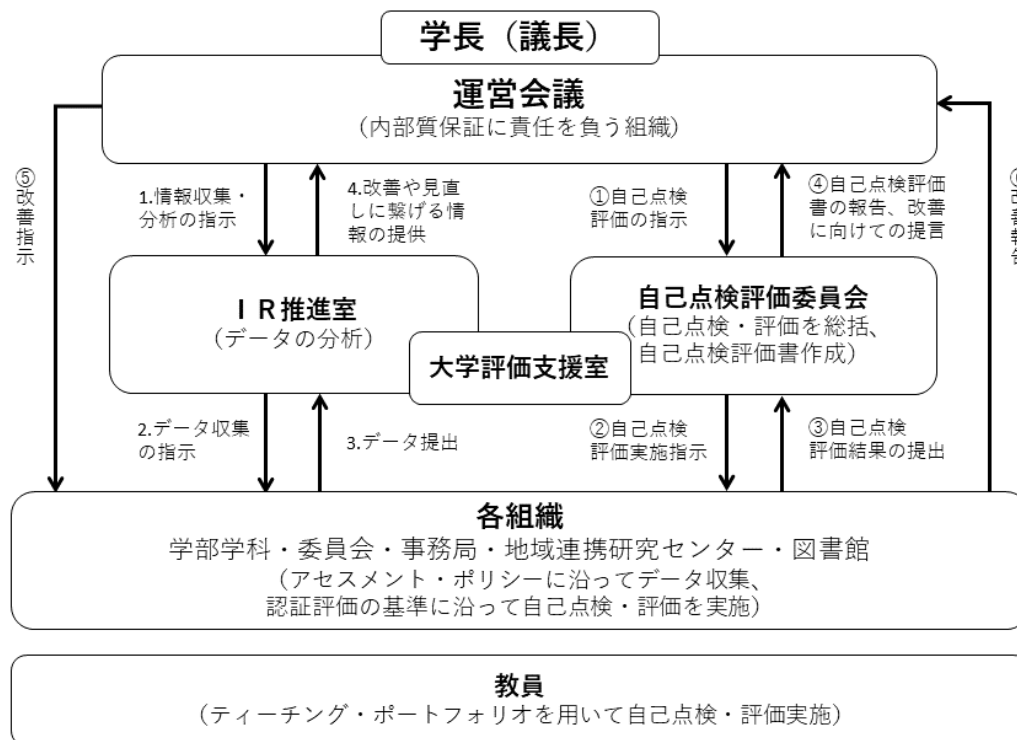 学長（議長）
運営会議
（内部質保証に責任を負う組織）
⑤改善指示
1.情報収集・
分析の指示
4.改善や見直
しに繋げる情
報の提供
①自己点検
評価の指示
④自己点検評価
書の報告、改善
に向けての提言
ＩＲ推進室
（データの分析）
自己点検評価委員会
（自己点検・評価を総括、
自己点検評価書作成）
大学評価支援室
2.データ収集
の指示
3.データ提出
②自己点検
評価実施指示
③自己点検
評価結果の提出
各組織
学部学科・委員会・事務局・地域連携研究センター・図書館
（アセスメント・ポリシーに沿ってデータ収集、
認証評価の基準に沿って自己点検・評価を実施）
教員
（ティーチング・ポートフォリオを用いて自己点検・評価実施）